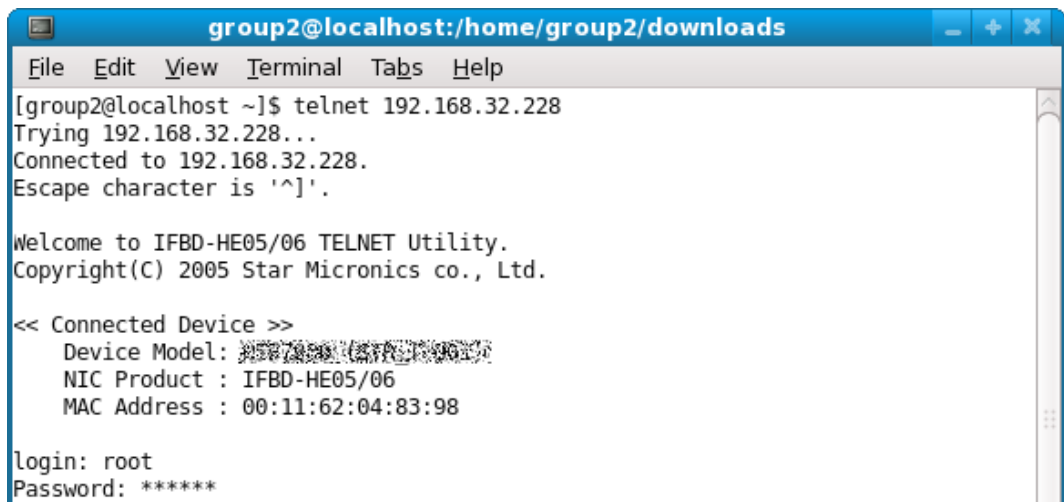 group2@localhost:/home/group2/downloads
File Edit View Terminal Tabs Help
[group2@localhost ~]$ telnet 192.168.32.228
Trying 192.168.32.228...
Connected to 192.168.32.228.
Escape character is '^]'.
Welcome to IFBD-HE05/06 TELNET Utility.
Copyright(C) 2005 Star Micronics co., Ltd.
<< Connected Device >>
Device Model:
NIC Product : IFBD-HE05/06
MAC Address : 00:11:62:04:83:98
login: root
Password: ******